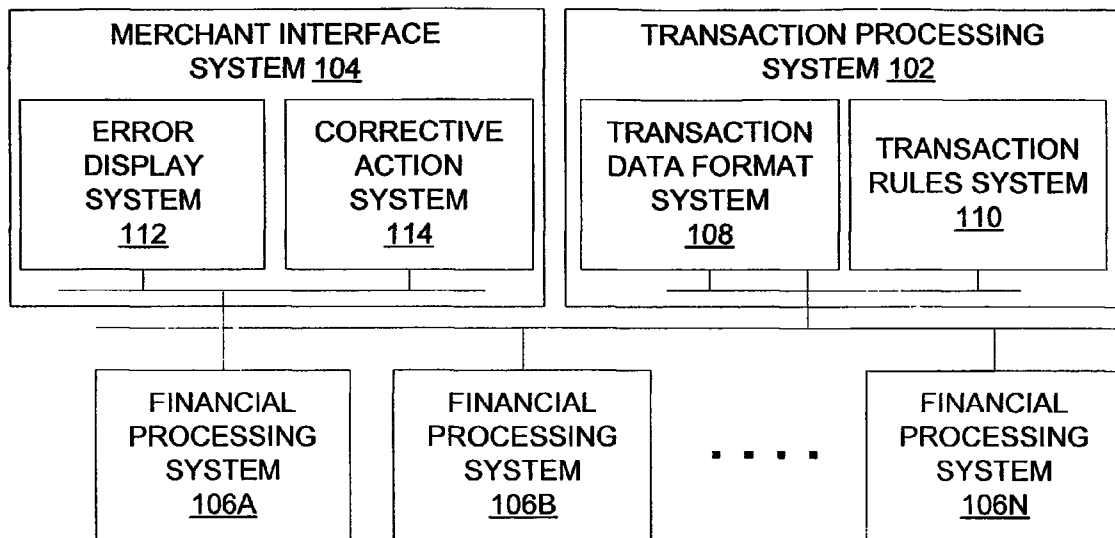 MERCHANT INTERFACE
SYSTEM 104
ERROR
DISPLAY
SYSTEM
112
CORRECTIVE
ACTION
SYSTEM
114
TRANSACTION PROCESSING
SYSTEM 102
TRANSACTION
DATA FORMAT
SYSTEM
108
TRANSACTION
RULES SYSTEM
110
FINANCIAL
PROCESSING
SYSTEM
106A
FINANCIAL
PROCESSING
SYSTEM
106B
FINANCIAL
PROCESSING
SYSTEM
106N